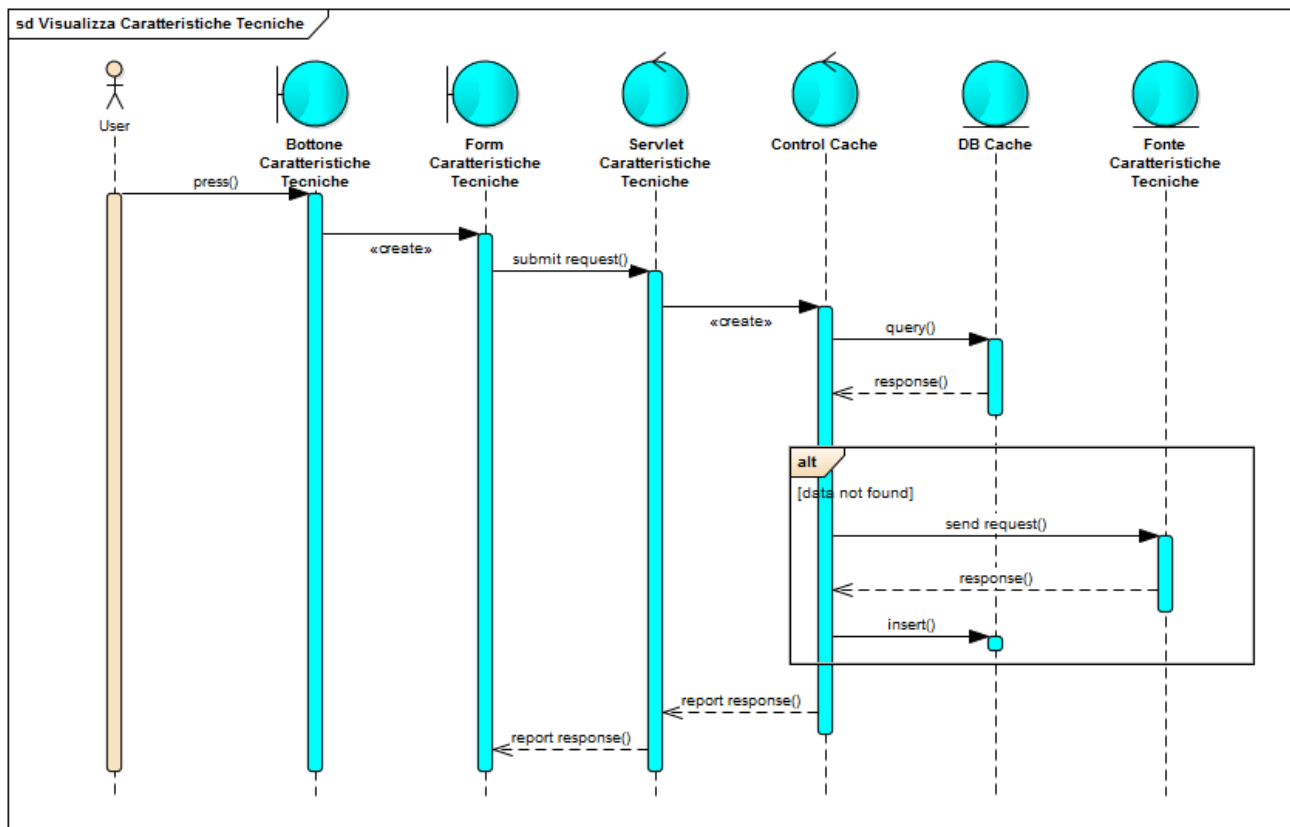 sd Visualizza Caratteristiche Tecniche
User
Bottone
Caratteristiche
Tecniche
Form
Caratteristiche
Tecniche
Servlet
Caratteristiche
Tecniche
Control Cache
DB Cache
Fonte
Caratteristiche
Tecniche
press()
«create»
submit request()
«create»
query()
response()
alt
[data not found]
send request()
response()
insert()
report response()
report response()